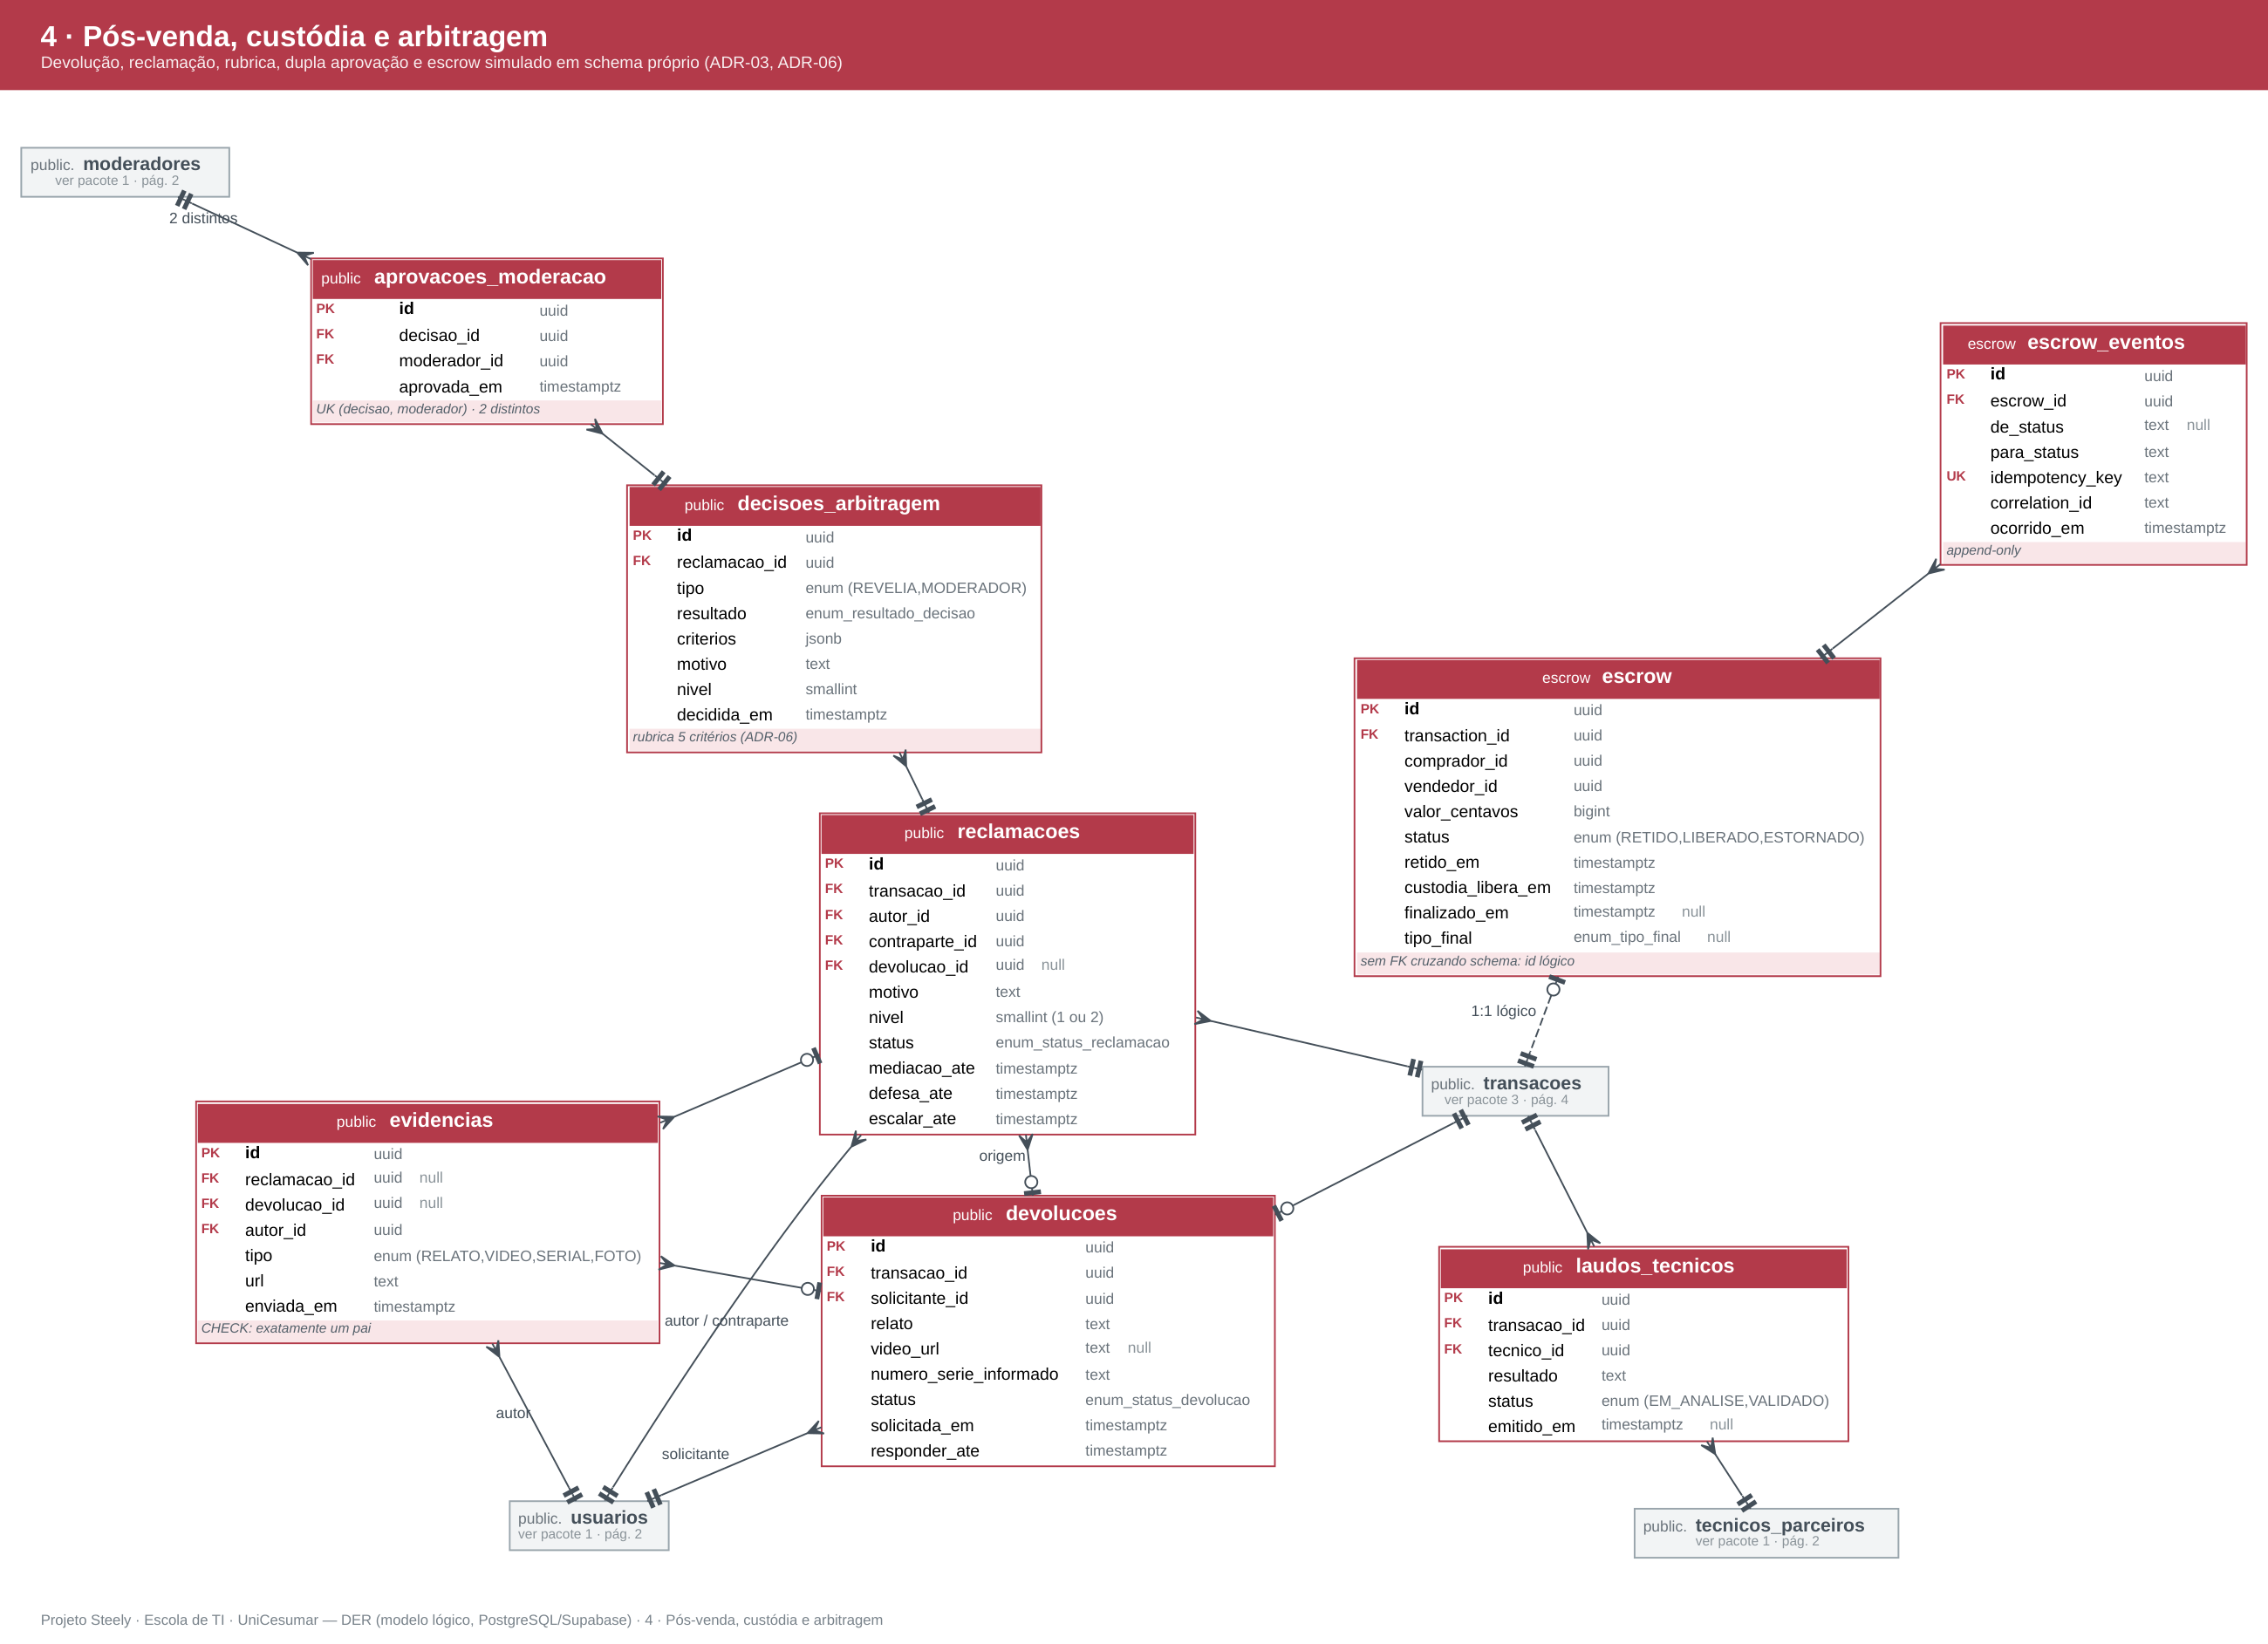 4 · Pós-venda, custódia e arbitragem
Devolução, reclamação, rubrica, dupla aprovação e escrow simulado em schema próprio (ADR-03, ADR-06)
public. moderadores
ver pacote 1 · pág. 2
2 distintos
public aprovacoes_moderacao
PK id uuid
FK decisao_id uuid
FK moderador_id uuid
aprovada_em timestamptz
UK (decisao, moderador) · 2 distintos
escrow escrow_eventos
PK id uuid
FK escrow_id uuid
de_status text null
para_status text
UK idempotency_key text
correlation_id text
ocorrido_em timestamptz
append-only
public decisoes_arbitragem
PK id uuid
FK reclamacao_id uuid
tipo enum (REVELIA,MODERADOR)
resultado enum_resultado_decisao
criterios jsonb
motivo text
nivel smallint
decidida_em timestamptz
rubrica 5 critérios (ADR-06)
escrow escrow
PK id uuid
FK transaction_id uuid
comprador_id uuid
vendedor_id uuid
valor_centavos bigint
status enum (RETIDO,LIBERADO,ESTORNADO)
retido_em timestamptz
custodia_libera_em timestamptz
finalizado_em timestamptz null
tipo_final enum_tipo_final null
sem FK cruzando schema: id lógico
1:1 lógico
public reclamacoes
PK id uuid
FK transacao_id uuid
FK autor_id uuid
FK contraparte_id uuid
FK devolucao_id uuid null
motivo text
nivel smallint (1 ou 2)
status enum_status_reclamacao
mediacao_ate timestamptz
defesa_ate timestamptz
escalar_ate timestamptz
public. transacoes
ver pacote 3 · pág. 4
public evidencias
PK id uuid
FK reclamacao_id uuid null
FK devolucao_id uuid null
FK autor_id uuid
tipo enum (RELATO,VIDEO,SERIAL,FOTO)
url text
enviada_em timestamptz
CHECK: exatamente um pai
origem
public devolucoes
PK id uuid
FK transacao_id uuid
FK solicitante_id uuid
relato text
video_url text null
numero_serie_informado text
status enum_status_devolucao
solicitada_em timestamptz
responder_ate timestamptz
autor / contraparte
public laudos_tecnicos
PK id uuid
FK transacao_id uuid
FK tecnico_id uuid
resultado text
status enum (EM_ANALISE,VALIDADO)
emitido_em timestamptz null
autor
solicitante
public. usuarios
ver pacote 1 · pág. 2
public. tecnicos_parceiros
ver pacote 1 · pág. 2
Projeto Steely · Escola de TI · UniCesumar — DER (modelo lógico, PostgreSQL/Supabase) · 4 · Pós-venda, custódia e arbitragem